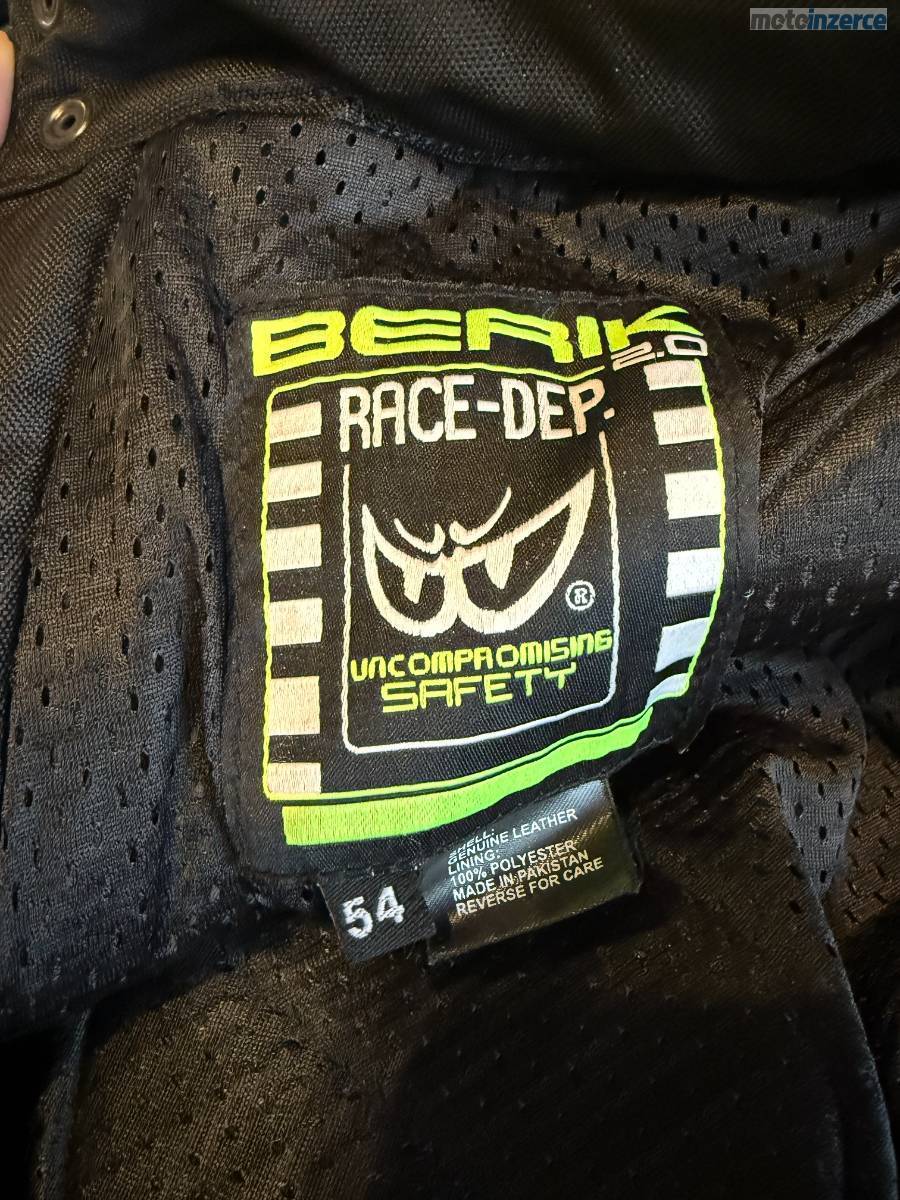 motoinzerce
BERIK
2.0
RACE-DEP.
®
UNCOMPROMISING
SAFETY
SHELL:
GENUINE LEATHER
LINING:
100% POLYESTER
MADE IN PAKISTAN
REVERSE FOR CARE
54